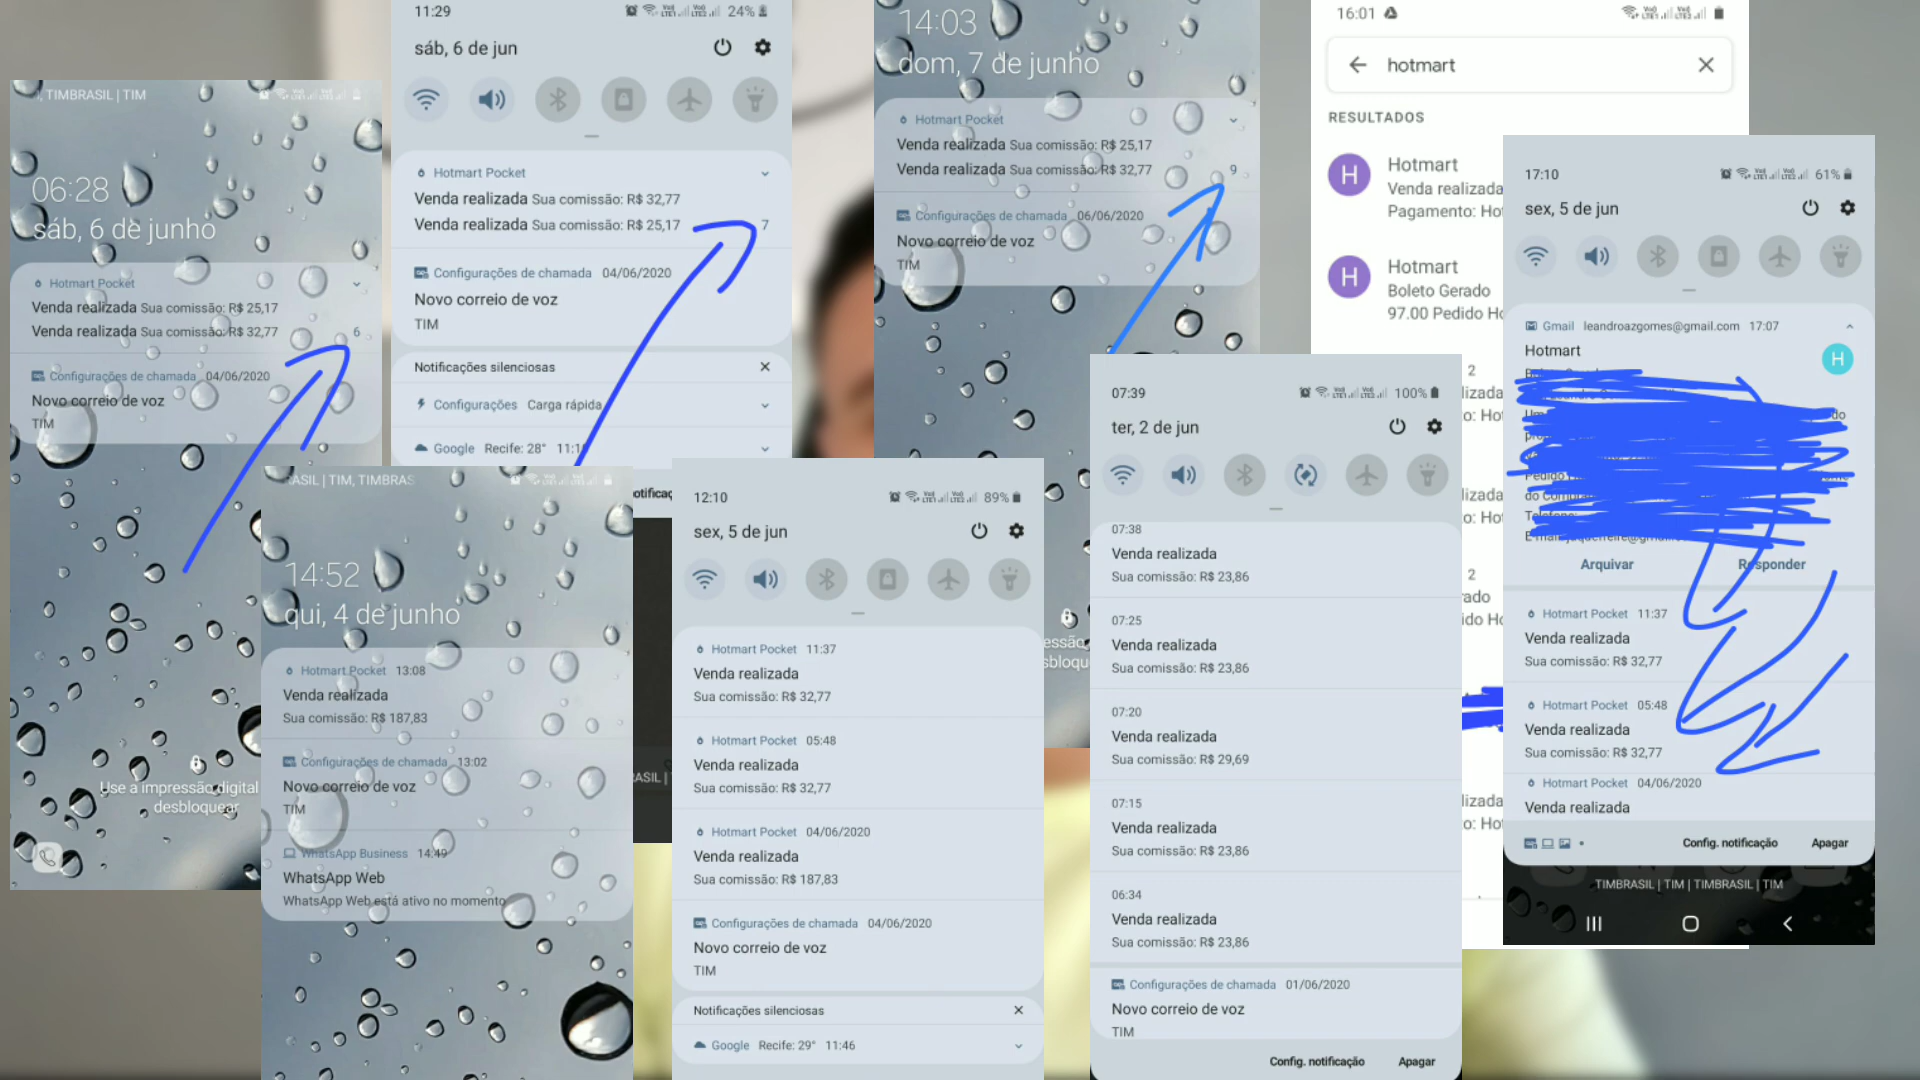 TIMBRASIL | TIM
06:28
sáb, 6 de junho
Hotmart Pocket
Venda realizada Sua comissão: R$ 25,17
Venda realizada Sua comissão: R$ 32,77 6
Configurações de chamada 04/06/2020
Novo correio de voz
TIM
Use a impressão digital
desbloquear
11:29 24%
sáb, 6 de jun
Hotmart Pocket
Venda realizada Sua comissão: R$ 32,77
Venda realizada Sua comissão: R$ 25,17 7
Configurações de chamada 04/06/2020
Novo correio de voz
TIM
Notificações silenciosas
Configurações Carga rápida
Google Recife: 28°
TIM, TIMBRAS
14:52
qui, 4 de junho
Hotmart Pocket 13:08
Venda realizada
Sua comissão: R$ 187,83
Configurações de chamada 13:02
Novo correio de voz
TIM
WhatsApp Business 14:49
WhatsApp Web
WhatsApp Web está ativo no momento
12:10 89%
sex, 5 de jun
Hotmart Pocket 11:37
Venda realizada
Sua comissão: R$ 32,77
Hotmart Pocket 05:48
Venda realizada
Sua comissão: R$ 32,77
Hotmart Pocket 04/06/2020
Venda realizada
Sua comissão: R$ 187,83
Configurações de chamada 04/06/2020
Novo correio de voz
TIM
Notificações silenciosas
Google Recife: 29° 11:46
14:03
dom, 7 de junho
Hotmart Pocket
Venda realizada Sua comissão: R$ 25,17
Venda realizada Sua comissão: R$ 32,77 9
Configurações de chamada 06/06/2020
Novo correio de voz
TIM
07:39 100%
ter, 2 de jun
07:38
Venda realizada
Sua comissão: R$ 23,86
07:25
Venda realizada
Sua comissão: R$ 23,86
07:20
Venda realizada
Sua comissão: R$ 29,69
07:15
Venda realizada
Sua comissão: R$ 23,86
06:34
Venda realizada
Sua comissão: R$ 23,86
Configurações de chamada 01/06/2020
Novo correio de voz
TIM
Config. notificação Apagar
16:01
hotmart
RESULTADOS
Hotmart
Venda realizada
Pagamento:
Hotmart
Boleto Gerado
97.00 Pedido
17:10 61%
sex, 5 de jun
Gmail leandroazgomes@gmail.com 17:07
Hotmart
H
Arquivar Responder
Hotmart Pocket 11:37
Venda realizada
Sua comissão: R$ 32,77
Hotmart Pocket 05:48
Venda realizada
Sua comissão: R$ 32,77
Hotmart Pocket 04/06/2020
Venda realizada
Config. notificação Apagar
TIMBRASIL | TIM | TIMBRASIL | TIM